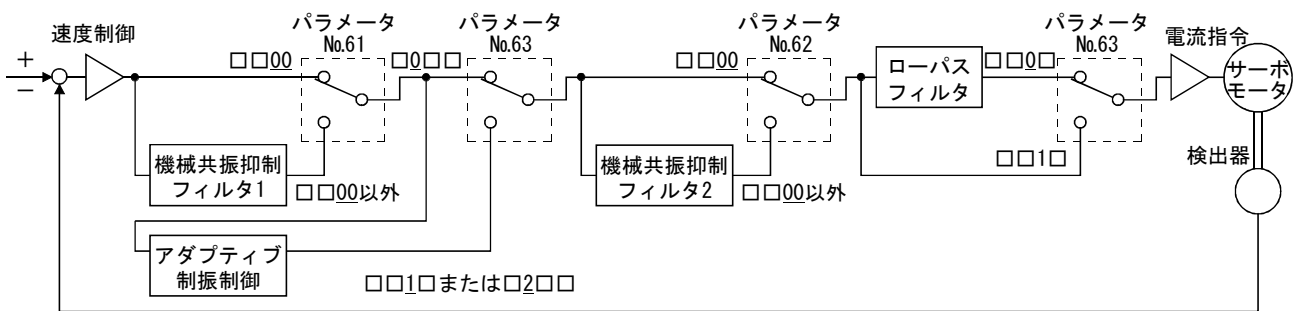 速度制御
+
−
パラメータ
No.61
□□00
機械共振抑制
フィルタ1
□□00以外
パラメータ
No.63
□0□□
アダプティブ
制振制御
□□1□または□2□□
パラメータ
No.62
□□00
機械共振抑制
フィルタ2
□□00以外
ローパス
フィルタ
パラメータ
No.63
□□0□
□□1□
電流指令
サーボ
モータ
検出器